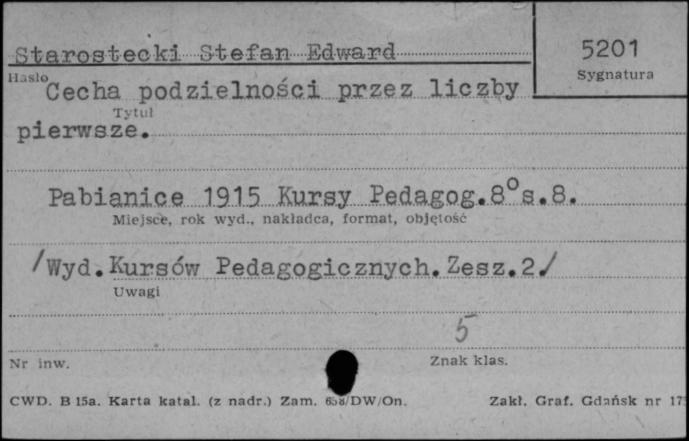 Starostecki Stefan Edward
5201
Hasło
Sygnatura
Cecha podzielności przez liczby
Tytuł
pierwsze.
Pabianice 1915 Kursy Pedagog.8°s.8.
Miejsce, rok wyd., nakładca, format, objętość
/Wyd.Kursów Pedagogicznych.Zesz.2/
Uwagi
5
Nr inw.
Znak klas.
CWD. B 15a. Karta katal. (z nadr.) Zam. /DW/On.
Zakł. Graf. Gdańsk nr